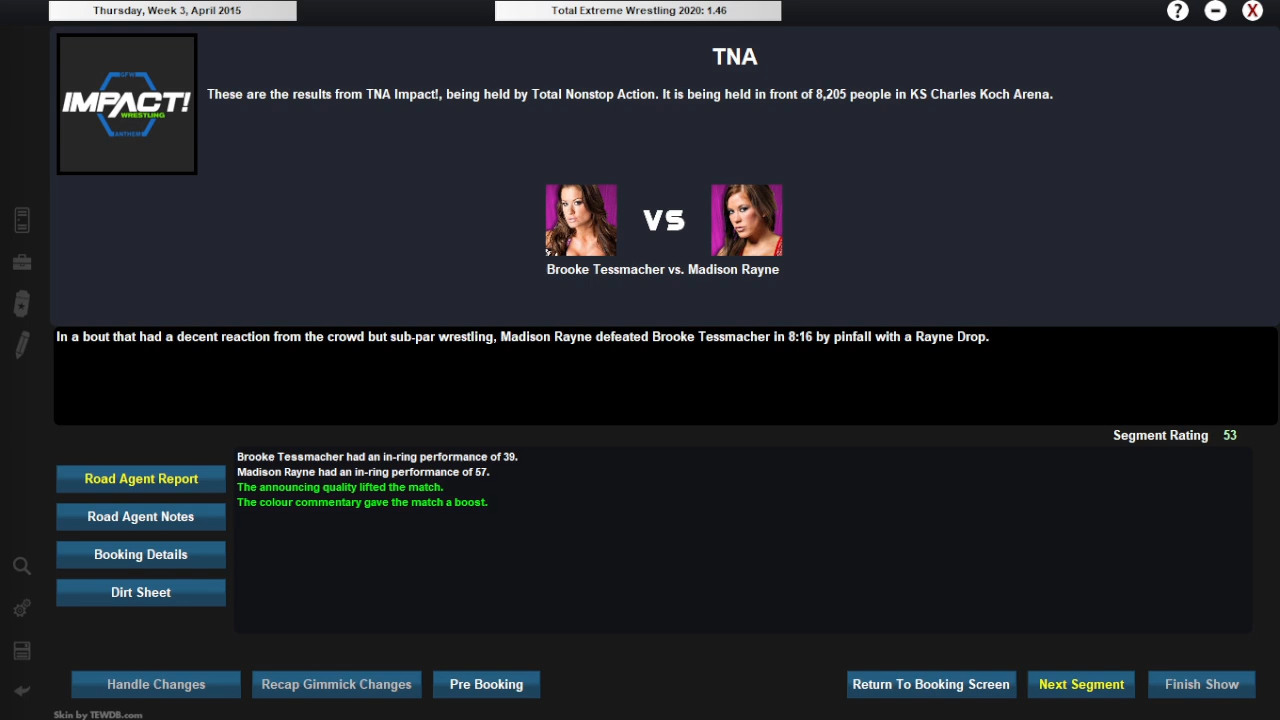 Thursday, Week 3, April 2015
Total Extreme Wrestling 2020: 1.46
?
X
TNA
GFW
IMPACT!
WRESTLING
ANTHEM
These are the results from TNA Impact!, being held by Total Nonstop Action. It is being held in front of 8,205 people in KS Charles Koch Arena.
VS
Brooke Tessmacher vs. Madison Rayne
In a bout that had a decent reaction from the crowd but sub-par wrestling, Madison Rayne defeated Brooke Tessmacher in 8:16 by pinfall with a Rayne Drop.
Segment Rating 53
Road Agent Report
Road Agent Notes
Booking Details
Dirt Sheet
Brooke Tessmacher had an in-ring performance of 39.
Madison Rayne had an in-ring performance of 57.
The announcing quality lifted the match.
The colour commentary gave the match a boost.
Handle Changes
Recap Gimmick Changes
Pre Booking
Return To Booking Screen
Next Segment
Finish Show
Skin by TEWDB.com